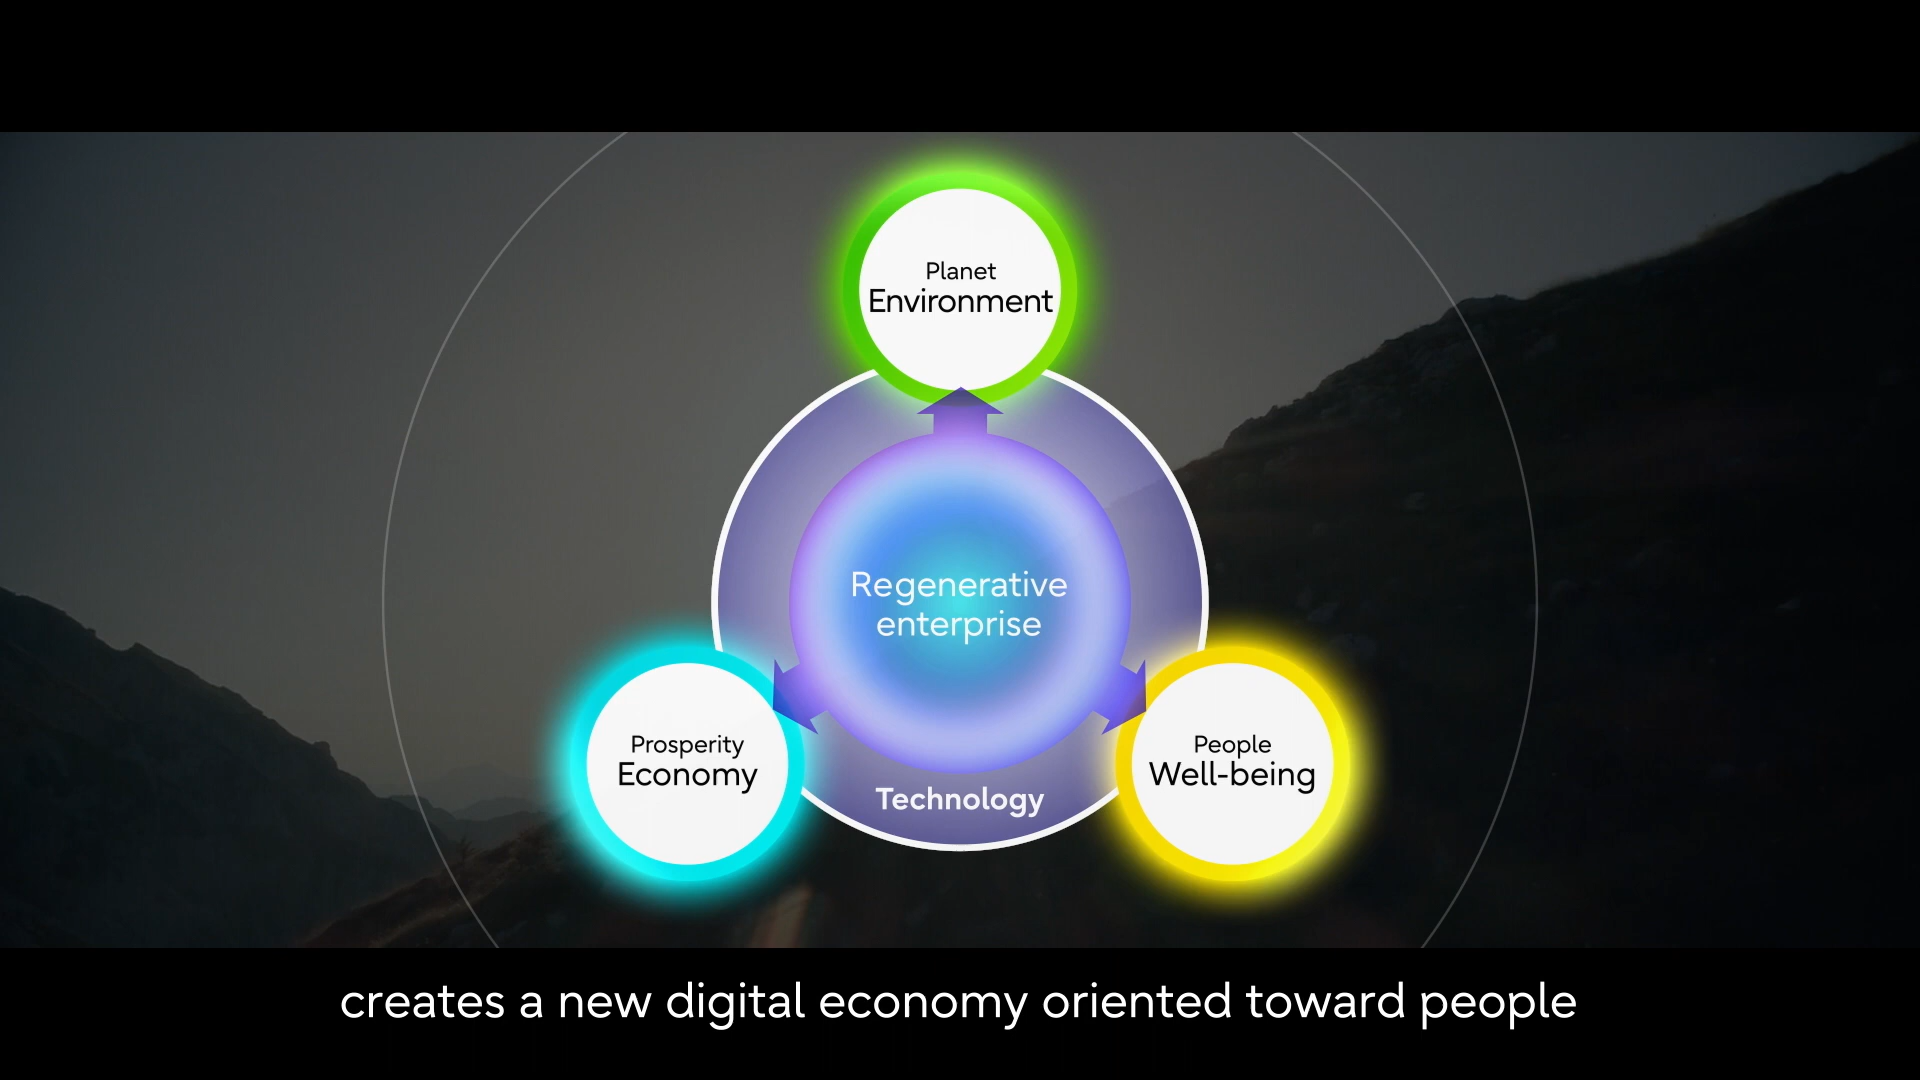 Planet
Environment
Regenerative
enterprise
Prosperity
Economy
People
Well-being
Technology
creates a new digital economy oriented toward people